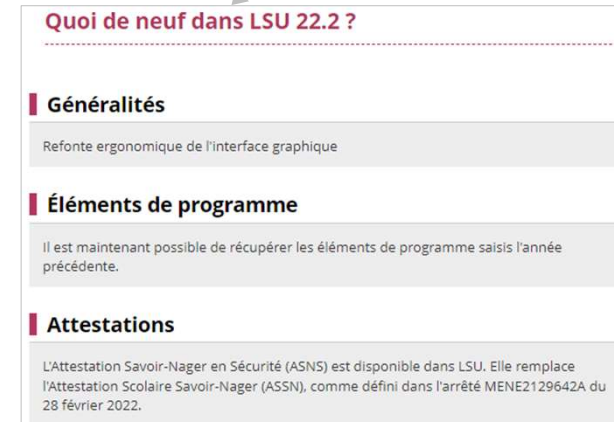 Quoi de neuf dans LSU 22.2 ?
Généralités
Refonte ergonomique de l'interface graphique
Éléments de programme
Il est maintenant possible de récupérer les éléments de programme saisis l'année
précédente.
Attestations
L'Attestation Savoir-Nager en Sécurité (ASNS) est disponible dans LSU. Elle remplace
l'Attestation Scolaire Savoir-Nager (ASSN), comme défini dans l'arrêté MENE2129642A du
28 février 2022.